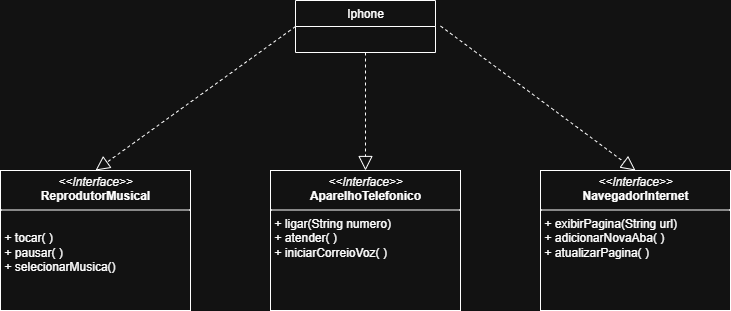 Iphone
<<Interface>>
ReprodutorMusical
+ tocar( )
+ pausar( )
+ selecionarMusica()
<<Interface>>
AparelhoTelefonico
+ ligar(String numero)
+ atender( )
+ iniciarCorreioVoz( )
<<Interface>>
NavegadorInternet
+ exibirPagina(String url)
+ adicionarNovaAba( )
+ atualizarPagina( )